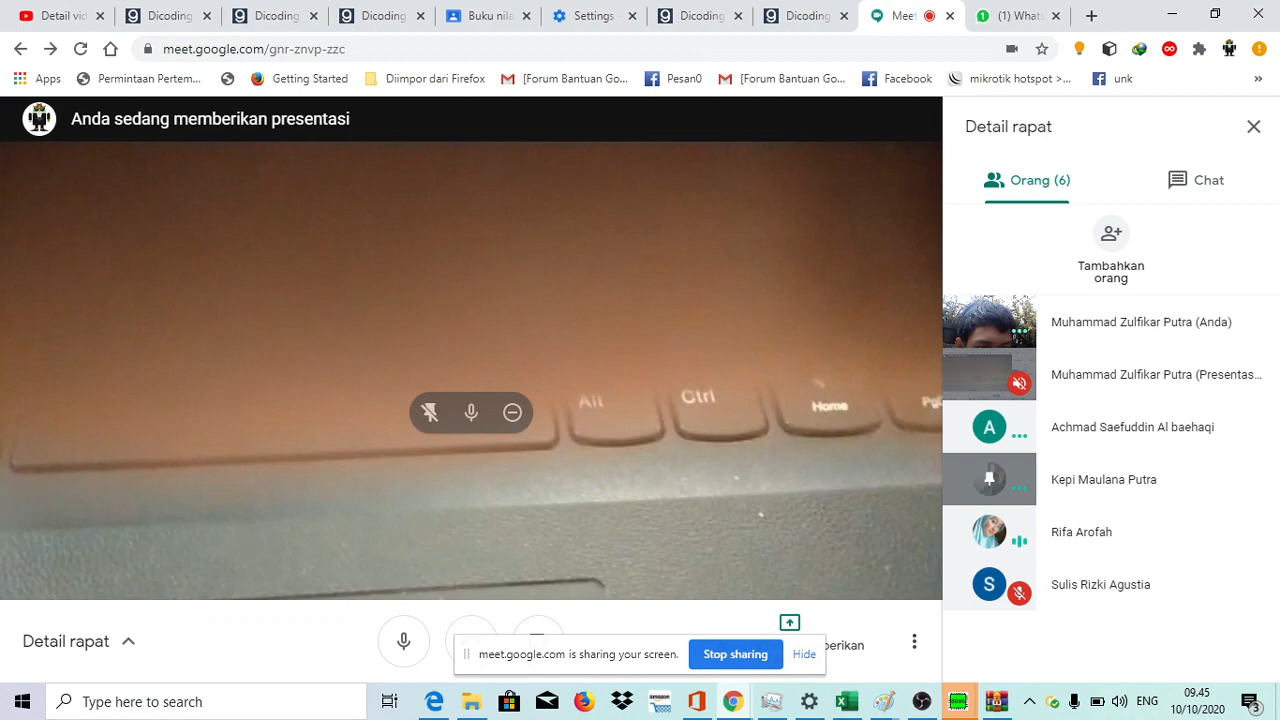 Detail vid
Dicoding
Dicoding
Dicoding
Buku nila
Settings
Dicoding
Dicoding
Meet
(1) What
meet.google.com/gnr-znvp-zzc
Apps
Permintaan Pertem...
Getting Started
Diimpor dari Firefox
[Forum Bantuan Go...
Pesan0
[Forum Bantuan Go...
Facebook
mikrotik hotspot >...
unk
»
Anda sedang memberikan presentasi
Detail rapat
Orang (6)
Chat
Tambahkan
orang
Muhammad Zulfikar Putra (Anda)
Muhammad Zulfikar Putra (Presentas...
A
Achmad Saefuddin Al baehaqi
Kepi Maulana Putra
Rifa Arofah
S
Sulis Rizki Agustia
Alt
Ctrl
Home
Detail rapat
berikan
meet.google.com is sharing your screen.
Stop sharing
Hide
Type here to search
amazon
8086
ENG
09.45
10/10/2020
3